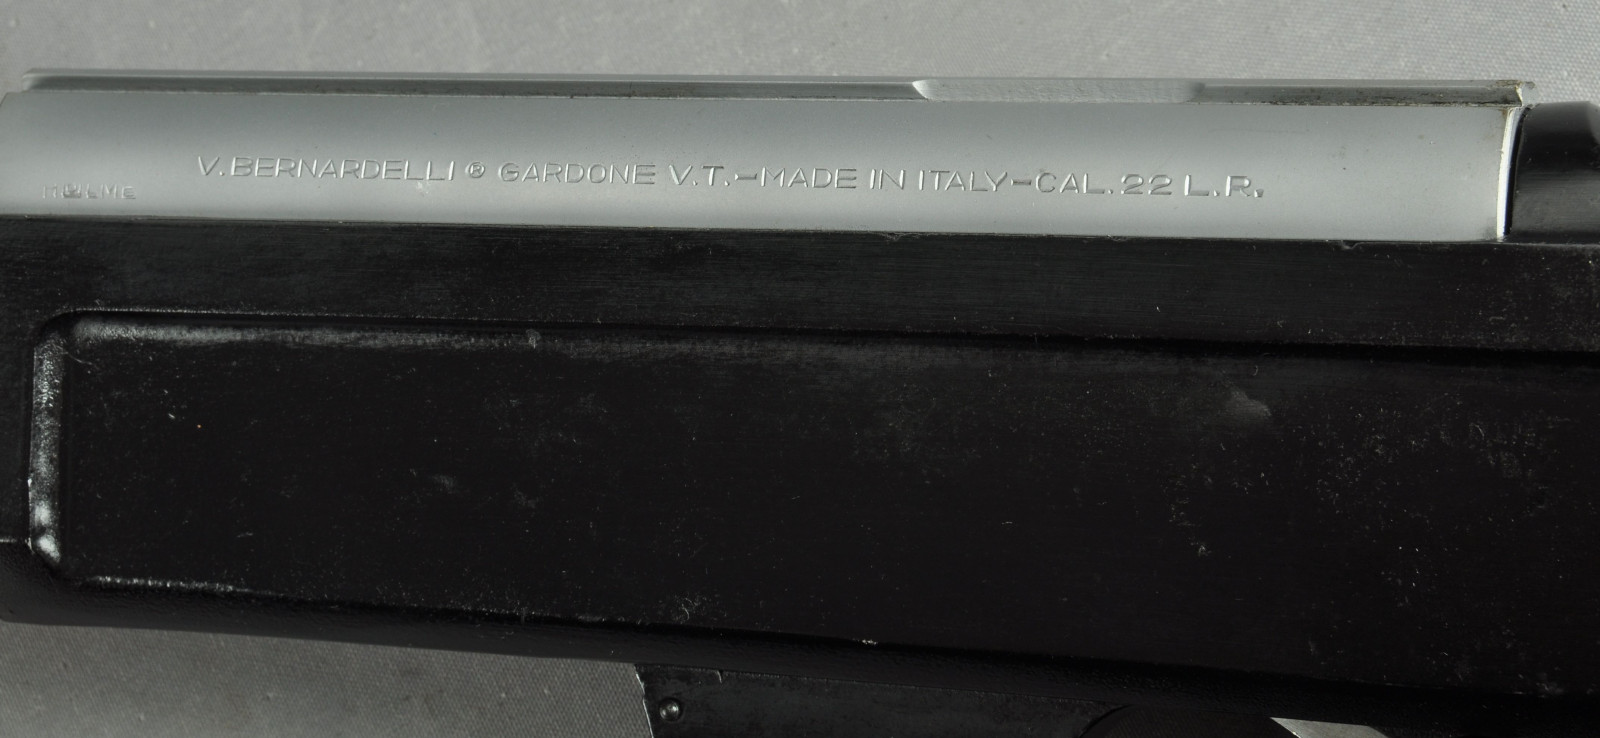 V. BERNARDELLI ® GARDONE V.T.-MADE IN ITALY-CAL. 22 L.R.